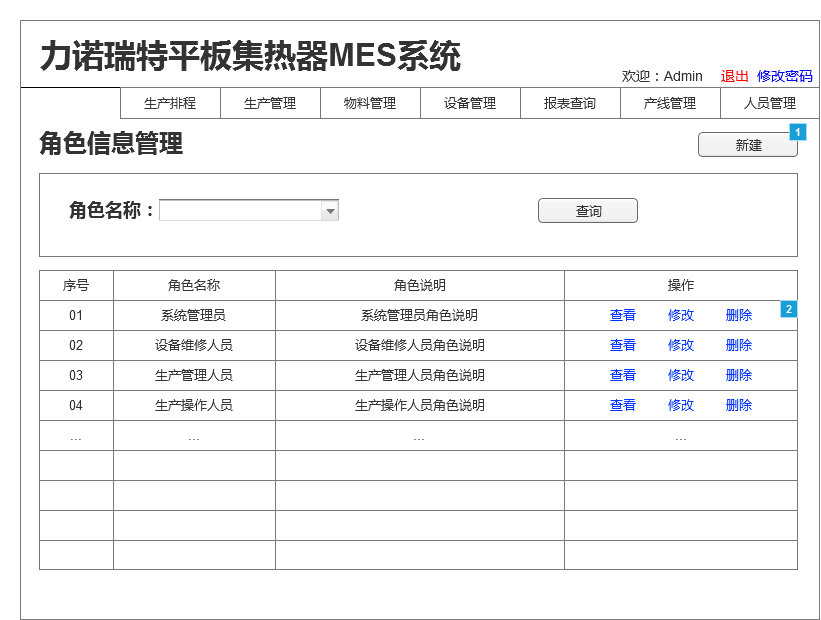 力诺瑞特平板集热器MES系统
欢迎：Admin 退出 修改密码
生产排程 生产管理 物料管理 设备管理 报表查询 产线管理 人员管理
角色信息管理
新建 1
角色名称： 查询
序号 角色名称 角色说明 操作
01 系统管理员 系统管理员角色说明 查看 修改 删除 2
02 设备维修人员 设备维修人员角色说明 查看 修改 删除
03 生产管理人员 生产管理人员角色说明 查看 修改 删除
04 生产操作人员 生产操作人员角色说明 查看 修改 删除
… … … …